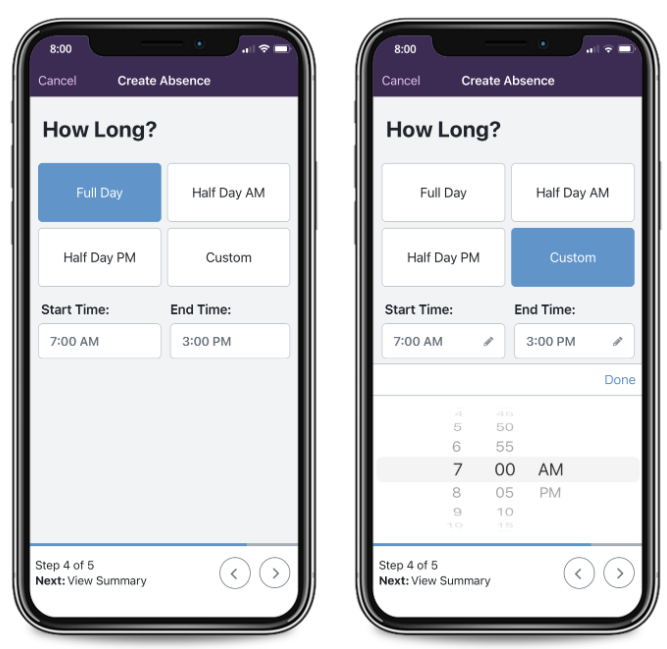 8:00
Cancel Create Absence
How Long?
Full Day Half Day AM
Half Day PM Custom
Start Time: End Time:
7:00 AM 3:00 PM
Step 4 of 5
Next: View Summary
8:00
Cancel Create Absence
How Long?
Full Day Half Day AM
Half Day PM Custom
Start Time: End Time:
7:00 AM 3:00 PM
Done
4 45
5 50
6 55
7 00 AM
8 05 PM
9 10
10 15
Step 4 of 5
Next: View Summary